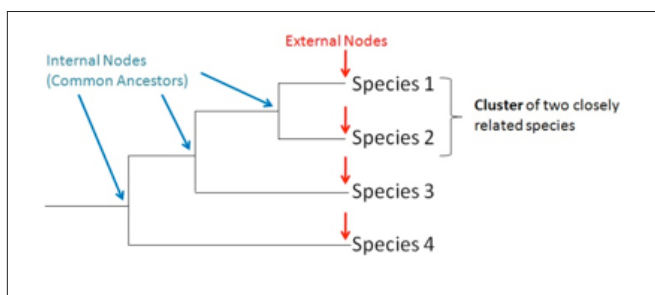 External Nodes
Internal Nodes
(Common Ancestors)
Species 1
Cluster of two closely
related species
Species 2
Species 3
Species 4